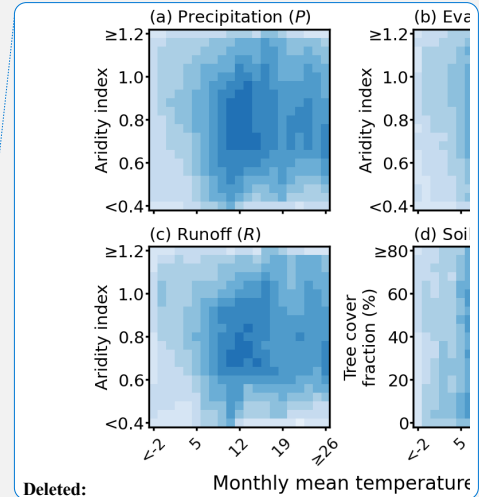 (a) Precipitation (P)
(b) Eva
≥1.2
1.0
0.8
0.6
<0.4
Aridity index
≥1.2
1.0
0.8
0.6
<0.4
Aridity index
(c) Runoff (R)
(d) Soi
≥1.2
1.0
0.8
0.6
<0.4
Aridity index
≥80
60
40
20
0
Tree cover
fraction (%)
<-2
5
12
19
≥26
<-2
5
Monthly mean temperature
Deleted: